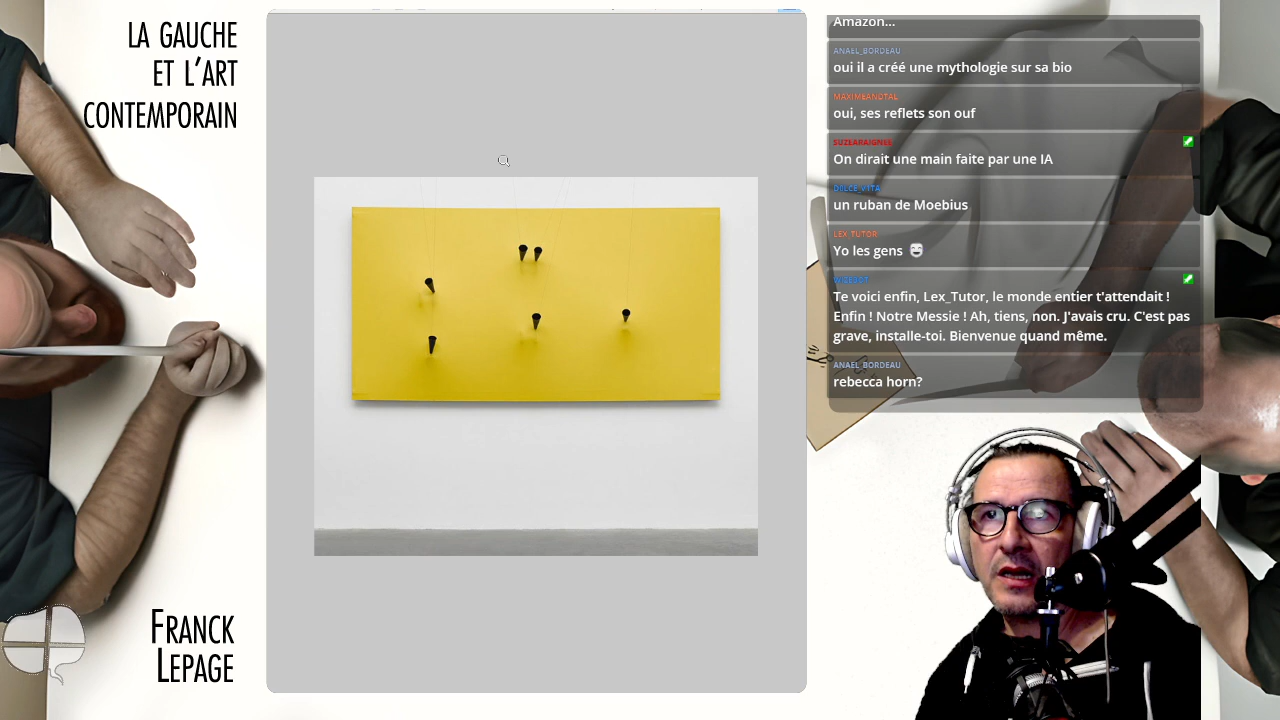 LA GAUCHE
ET L'ART
CONTEMPORAIN
FRANCK
LEPAGE
Amazon...
ANAEL_BORDEAU
oui il a créé une mythologie sur sa bio
MAXIMEANOTAL
oui, ses reflets son ouf
SUZEARAIGNEE
On dirait une main faite par une IA
DOLCE_VITA
un ruban de Moebius
LEX_TUTOR
Yo les gens
Te voici enfin, Lex_Tutor, le monde entier t'attendait !
Enfin ! Notre Messie ! Ah, tiens, non. J'avais cru. C'est pas
grave, installe-toi. Bienvenue quand même.
ANAEL_BORDEAU
rebecca horn?